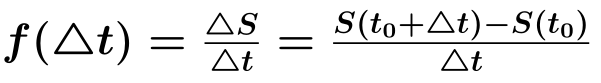 f(△t) = △S/△t = (S(t₀+△t)−S(t₀))/△t